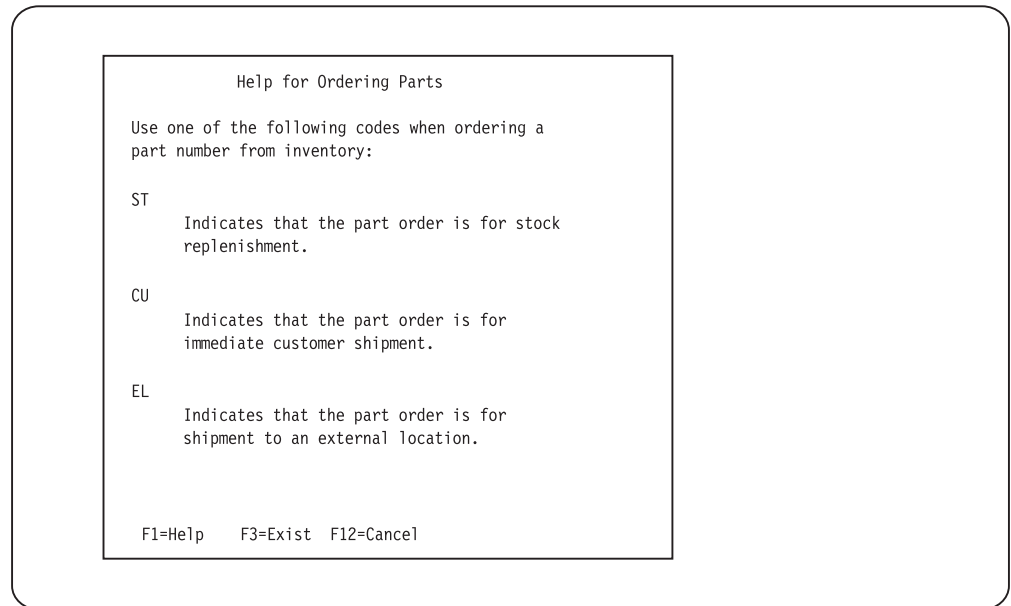 Help for Ordering Parts
Use one of the following codes when ordering a
part number from inventory:
ST
Indicates that the part order is for stock
replenishment.
CU
Indicates that the part order is for
immediate customer shipment.
EL
Indicates that the part order is for
shipment to an external location.
F1=Help F3=Exist F12=Cancel